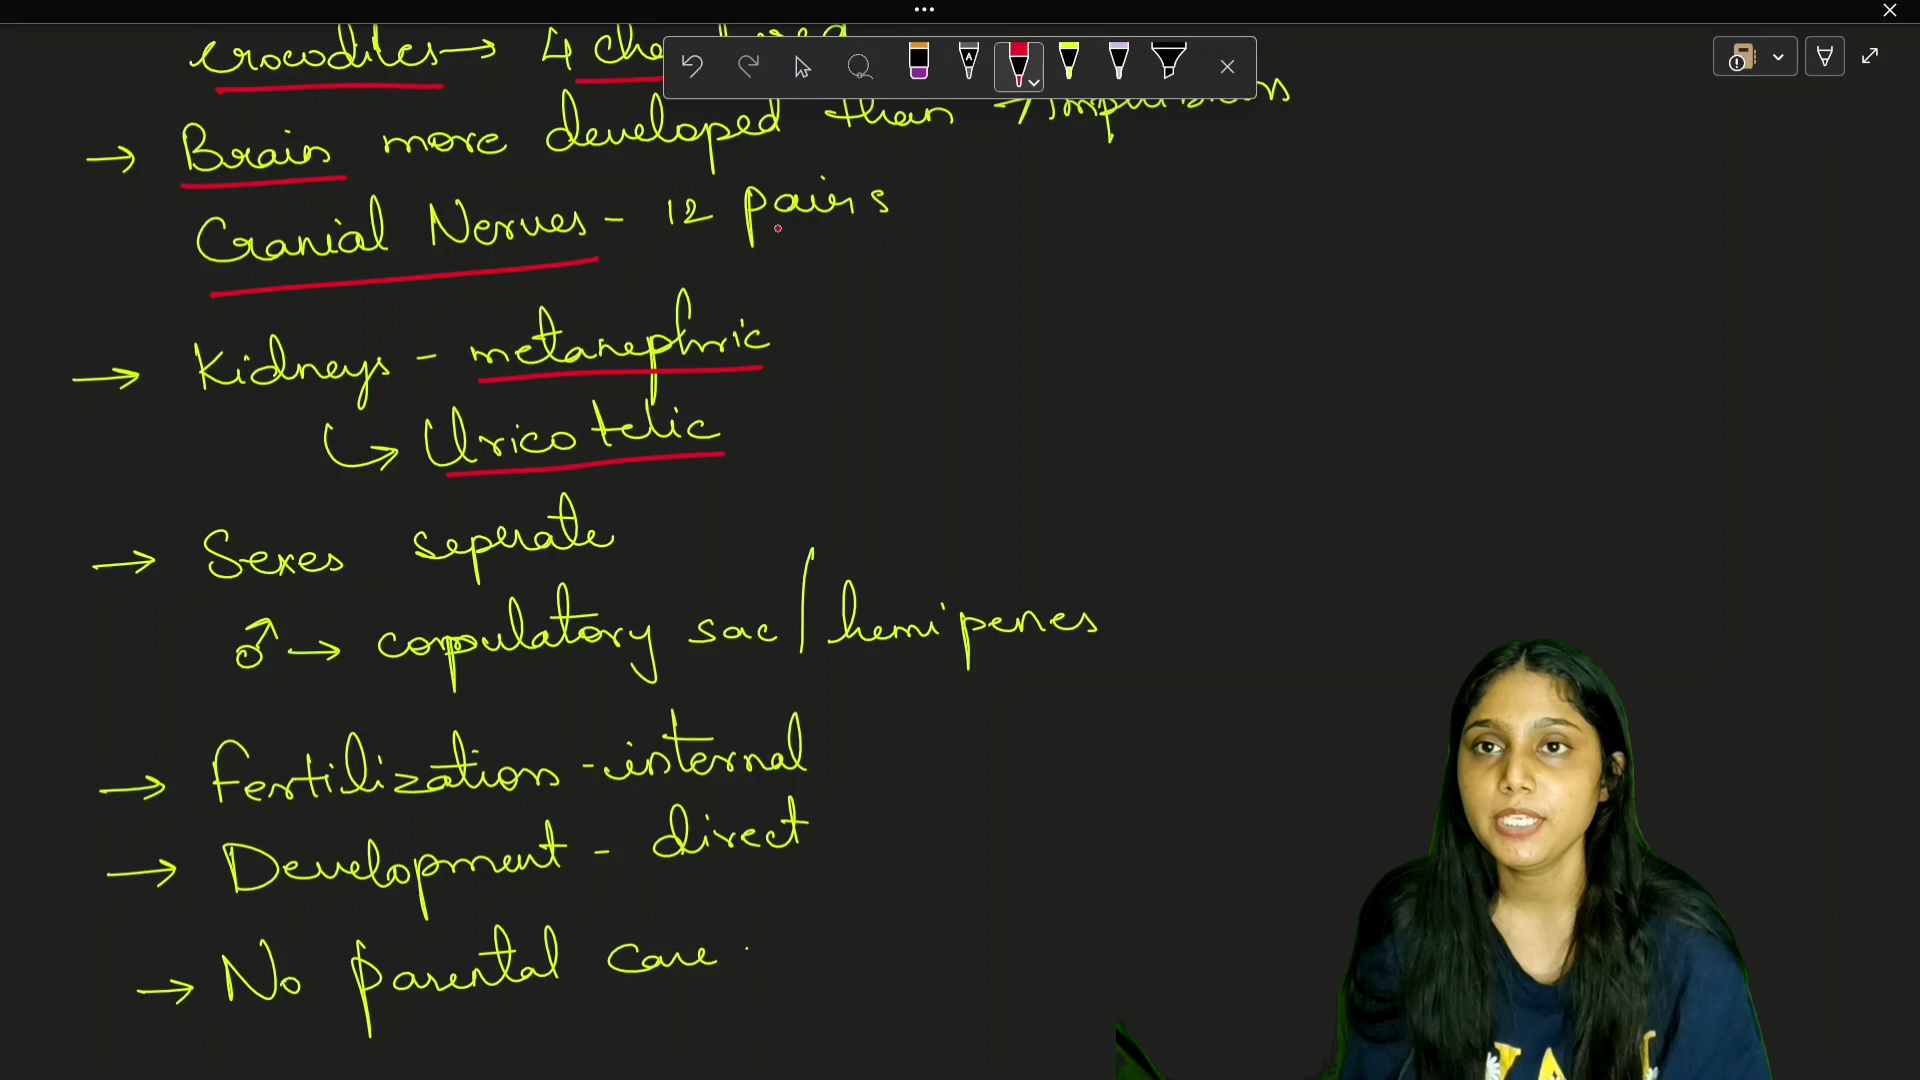 Crocodiles → 4
→ Brain more developed than
Cranial Nerves - 12 pairs
→ Kidneys - metanephric
↳ Uricotelic
→ Sexes seperate
♂ → copulatory sac / hemipenes
→ Fertilization - internal
→ Development - direct
→ No parental care